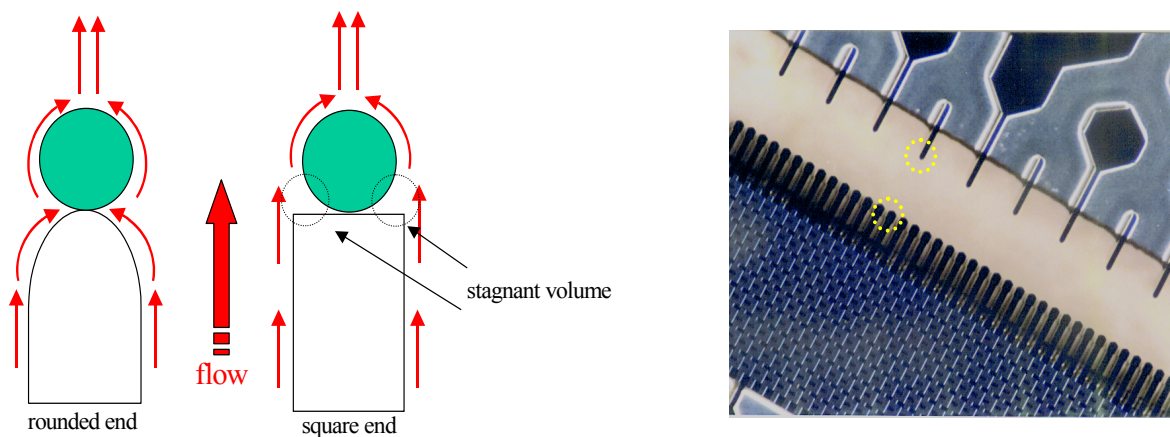 stagnant volume
flow
rounded end
square end